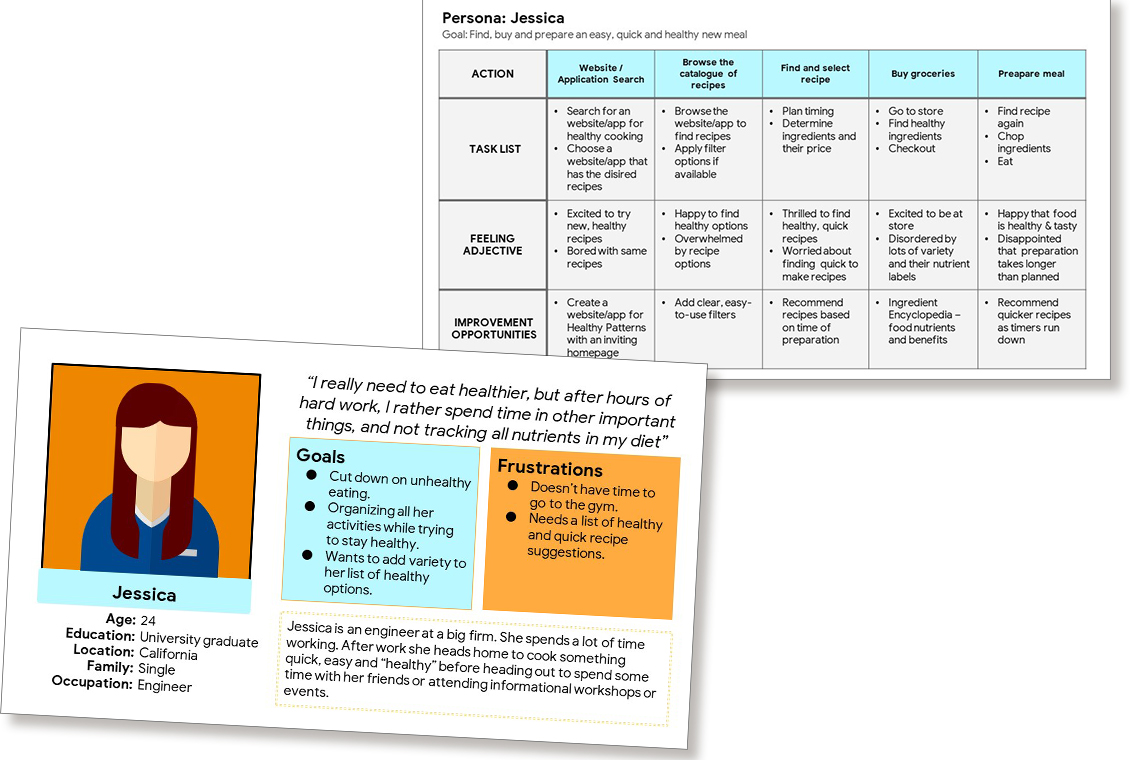 Persona: Jessica
Goal: Find, buy and prepare an easy, quick and healthy new meal
ACTION
Website /
Application Search
Browse the
catalogue of
recipes
Find and select
recipe
Buy groceries
Preapare meal
TASK LIST
• Search for an
website/app for
healthy cooking
• Choose a
website/app that
has the disired
recipes
• Browse the
website/app to
find recipes
• Apply filter
options if
available
• Plan timing
• Determine
ingredients and
their price
• Go to store
• Find healthy
ingredients
• Checkout
• Find recipe
again
• Chop
ingredients
• Eat
FEELING
ADJECTIVE
• Excited to try
new, healthy
recipes
• Bored with same
recipes
• Happy to find
healthy options
• Overwhelmed
by recipe
options
• Thrilled to find
healthy, quick
recipes
• Worried about
finding quick to
make recipes
• Excited to be at
store
• Disordered by
lots of variety
and their nutrient
labels
• Happy that food
is healthy & tasty
• Disappointed
that preparation
takes longer
than planned
IMPROVEMENT
OPPORTUNITIES
• Create a
website/app for
Healthy Patterns
with an inviting
homepage
• Add clear, easy-
to-use filters
• Recommend
recipes based
on time of
preparation
• Ingredient
Encyclopedia –
food nutrients
and benefits
• Recommend
quicker recipes
as timers run
down
Jessica
Age: 24
Education: University graduate
Location: California
Family: Single
Occupation: Engineer
“I really need to eat healthier, but after hours of
hard work, I rather spend time in other important
things, and not tracking all nutrients in my diet”
Goals
● Cut down on unhealthy
eating.
● Organizing all her
activities while trying
to stay healthy.
● Wants to add variety to
her list of healthy
options.
Frustrations
● Doesn’t have time to
go to the gym.
● Needs a list of healthy
and quick recipe
suggestions.
Jessica is an engineer at a big firm. She spends a lot of time
working. After work she heads home to cook something
quick, easy and “healthy” before heading out to spend some
time with her friends or attending informational workshops or
events.